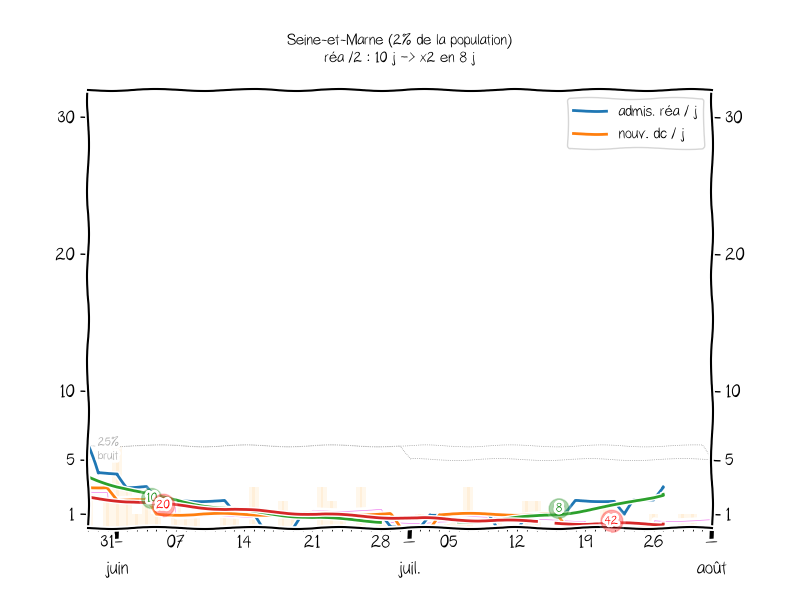 Seine-et-Marne (2% de la population)
réa /2 : 10 j -> x2 en 8 j
admis. réa / j
nouv. dc / j
30
30
20
20
10
10
25%
bruit
5
5
10
20
8
42
1
1
31 07 14 21 28 05 12 19 26
juin juil. août